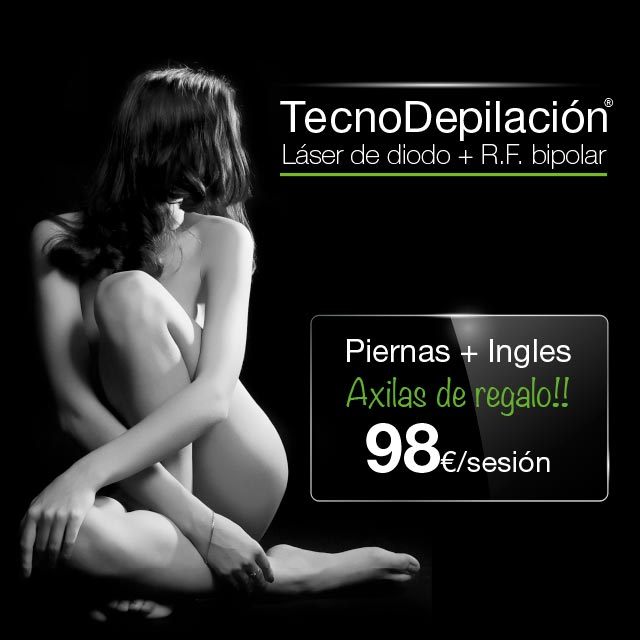 TecnoDepilación®
Láser de diodo + R.F. bipolar
Piernas + Ingles
Axilas de regalo!!
98€/sesión